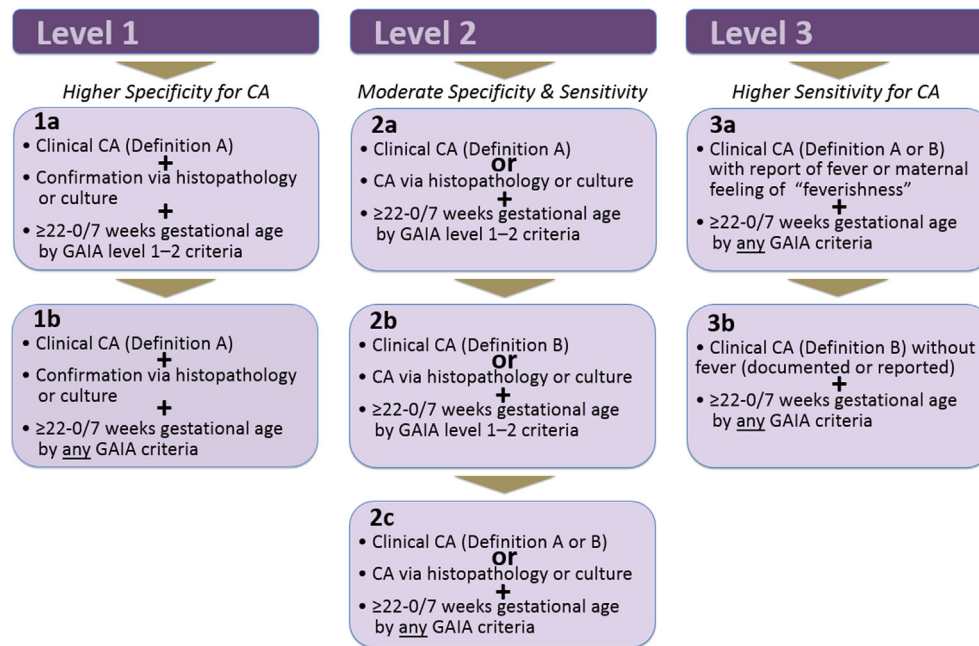 Level 1
Higher Specificity for CA
1a
• Clinical CA (Definition A)
+
• Confirmation via histopathology
or culture
+
• ≥22-0/7 weeks gestational age
by GAIA level 1–2 criteria
1b
• Clinical CA (Definition A)
+
• Confirmation via histopathology
or culture
+
• ≥22-0/7 weeks gestational age
by any GAIA criteria
Level 2
Moderate Specificity & Sensitivity
2a
• Clinical CA (Definition A)
or
• CA via histopathology or culture
+
• ≥22-0/7 weeks gestational age
by GAIA level 1–2 criteria
2b
• Clinical CA (Definition B)
or
• CA via histopathology or culture
+
• ≥22-0/7 weeks gestational age
by GAIA level 1–2 criteria
2c
• Clinical CA (Definition A or B)
or
• CA via histopathology or culture
+
• ≥22-0/7 weeks gestational age
by any GAIA criteria
Level 3
Higher Sensitivity for CA
3a
• Clinical CA (Definition A or B)
with report of fever or maternal
feeling of “feverishness”
+
• ≥22-0/7 weeks gestational age
by any GAIA criteria
3b
• Clinical CA (Definition B) without
fever (documented or reported)
+
• ≥22-0/7 weeks gestational age
by any GAIA criteria